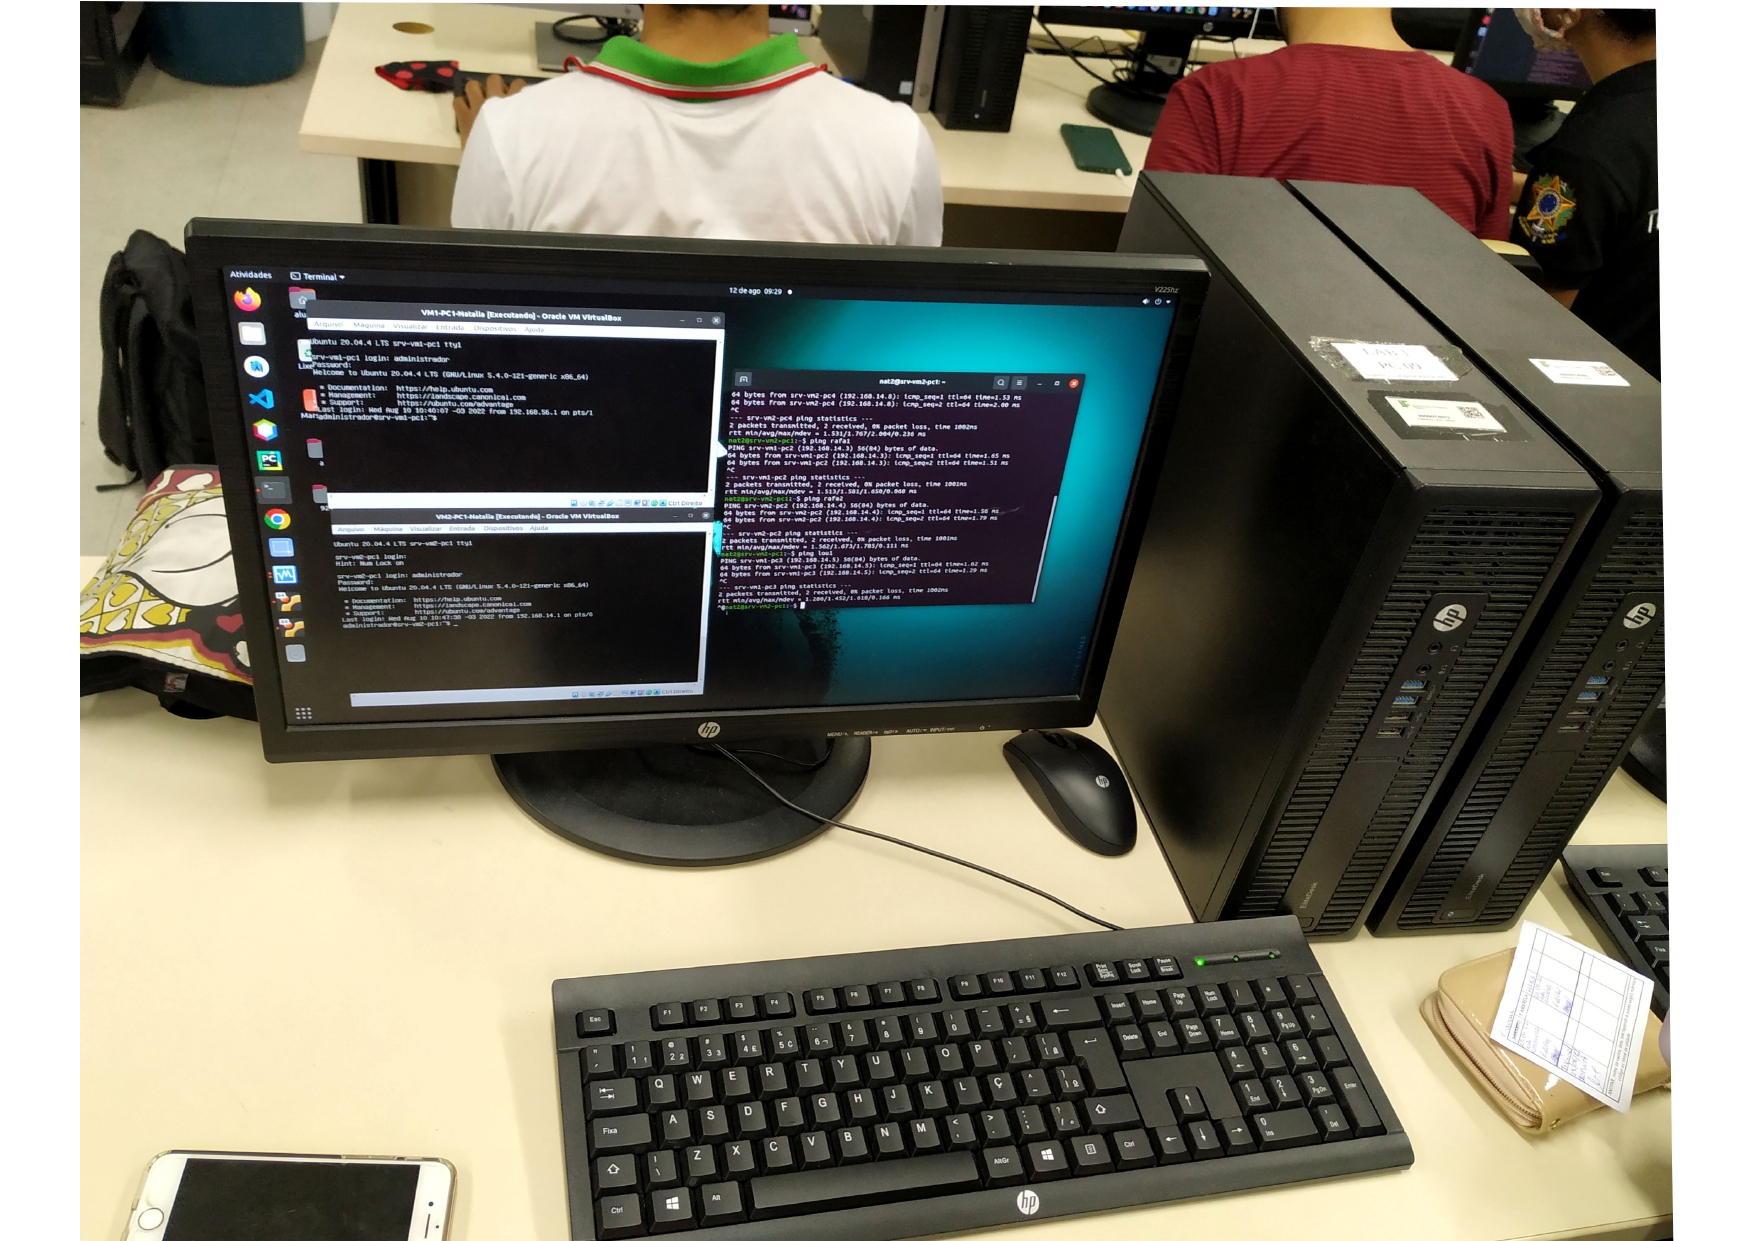 Atividades
Terminal
12 de ago 09:29
V225hz
VM1-PC1-Natalia [Executando] - Oracle VM VirtualBox
Arquivo Máquina Visualizar Entrada Dispositivos Ajuda
Ubuntu 20.04.4 LTS srv-vm1-pc1 tty1
srv-vm1-pc1 login: administrador
Password:
Welcome to Ubuntu 20.04.4 LTS (GNU/Linux 5.4.0-121-generic x86_64)
* Documentation: https://help.ubuntu.com
* Management: https://landscape.canonical.com
* Support: https://ubuntu.com/advantage
Last login: Wed Aug 10 10:40:07 -03 2022 from 192.168.56.1 on pts/1
administrador@srv-vm1-pc1:~$
Ctrl Direito
VM2-PC1-Natalia [Executando] - Oracle VM VirtualBox
Arquivo Máquina Visualizar Entrada Dispositivos Ajuda
Ubuntu 20.04.4 LTS srv-vm2-pc1 tty1
srv-vm2-pc1 login:
Hint: Num Lock on
srv-vm2-pc1 login: administrador
Password:
Welcome to Ubuntu 20.04.4 LTS (GNU/Linux 5.4.0-121-generic x86_64)
* Documentation: https://help.ubuntu.com
* Management: https://landscape.canonical.com
* Support: https://ubuntu.com/advantage
Last login: Wed Aug 10 10:47:38 -03 2022 from 192.168.14.1 on pts/0
administrador@srv-vm2-pc1:~$ _
Ctrl Direito
nat2@srv-vm2-pc1: ~
64 bytes from srv-vm2-pc4 (192.168.14.8): icmp_seq=1 ttl=64 time=1.53 ms
64 bytes from srv-vm2-pc4 (192.168.14.8): icmp_seq=2 ttl=64 time=2.00 ms
^C
--- srv-vm2-pc4 ping statistics ---
2 packets transmitted, 2 received, 0% packet loss, time 1002ms
rtt min/avg/max/mdev = 1.531/1.767/2.004/0.236 ms
nat2@srv-vm2-pc1:~$ ping rafa1
PING srv-vm1-pc2 (192.168.14.3) 56(84) bytes of data.
64 bytes from srv-vm1-pc2 (192.168.14.3): icmp_seq=1 ttl=64 time=1.65 ms
64 bytes from srv-vm1-pc2 (192.168.14.3): icmp_seq=2 ttl=64 time=1.51 ms
^C
--- srv-vm1-pc2 ping statistics ---
2 packets transmitted, 2 received, 0% packet loss, time 1001ms
rtt min/avg/max/mdev = 1.513/1.581/1.650/0.068 ms
nat2@srv-vm2-pc1:~$ ping rafa2
PING srv-vm2-pc2 (192.168.14.4) 56(84) bytes of data.
64 bytes from srv-vm2-pc2 (192.168.14.4): icmp_seq=1 ttl=64 time=1.56 ms
64 bytes from srv-vm2-pc2 (192.168.14.4): icmp_seq=2 ttl=64 time=1.79 ms
^C
--- srv-vm2-pc2 ping statistics ---
2 packets transmitted, 2 received, 0% packet loss, time 1001ms
rtt min/avg/max/mdev = 1.562/1.673/1.785/0.111 ms
nat2@srv-vm2-pc1:~$ ping lou1
PING srv-vm1-pc3 (192.168.14.5) 56(84) bytes of data.
64 bytes from srv-vm1-pc3 (192.168.14.5): icmp_seq=1 ttl=64 time=1.62 ms
64 bytes from srv-vm1-pc3 (192.168.14.5): icmp_seq=2 ttl=64 time=1.29 ms
^C
--- srv-vm1-pc3 ping statistics ---
2 packets transmitted, 2 received, 0% packet loss, time 1002ms
rtt min/avg/max/mdev = 1.286/1.452/1.618/0.166 ms
nat2@srv-vm2-pc1:~$
hp
LAB 1
PC 09
hp
hp
EliteDesk
EliteDesk
hp
Esc F1 F2 F3 F4 F5 F6 F7 F8 F9 F10 F11 F12
Scroll Lock Pause Break
Insert Home Page Up Num Lock / * -
Delete End Page Down
Q W E R T Y U I O P
Fixa A S D F G H J K L Ç
Z X C V B N M
Ctrl Alt AltGr Ctrl
Enter
hp